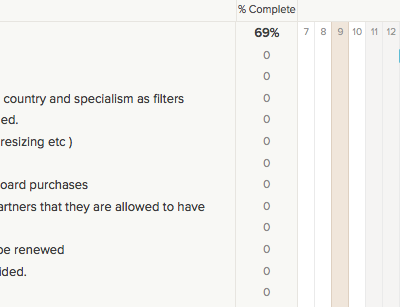 % Complete
69% 7 8 9 10 11 12
0
0
country and specialism as filters 0
ed. 0
resizing etc ) 0
0
oard purchases 0
artners that they are allowed to have 0
0
be renewed 0
ided. 0
0